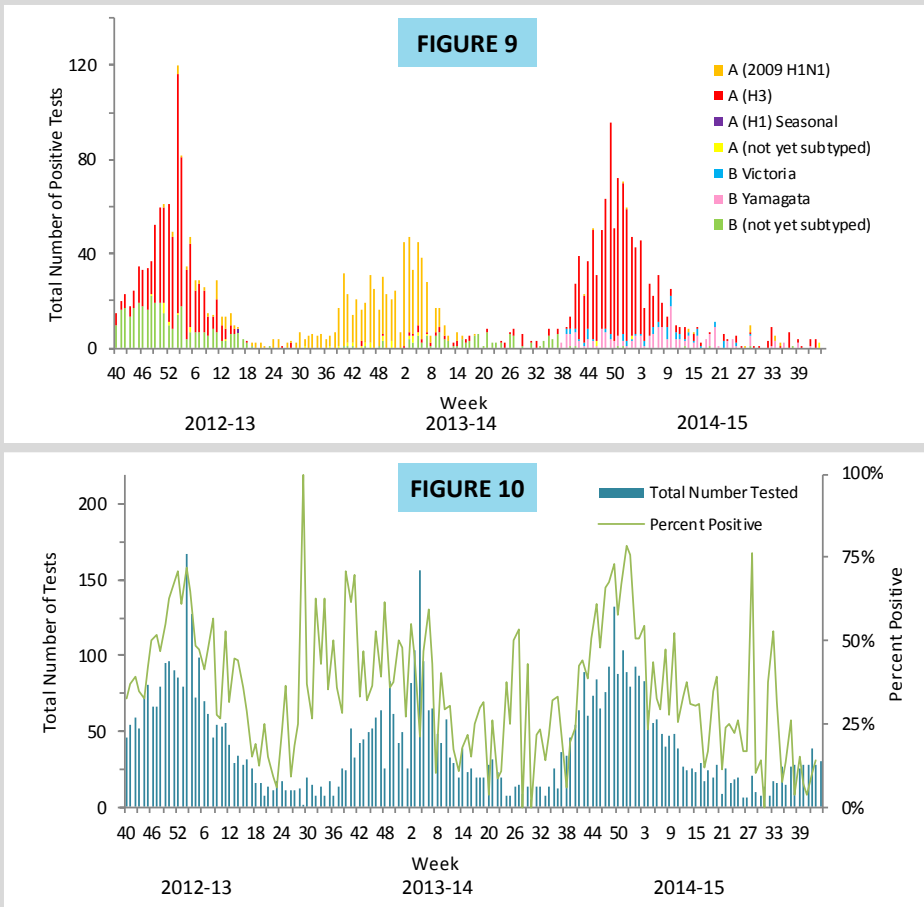 FIGURE 9
120
80
40
0
Total Number of Positive Tests
A (2009 H1N1)
A (H3)
A (H1) Seasonal
A (not yet subtyped)
B Victoria
B Yamagata
B (not yet subtyped)
40 46 52 6 12 18 24 30 36 42 48 2 8 14 20 26 32 38 44 50 3 9 15 21 27 33 39
Week
2012-13 2013-14 2014-15
FIGURE 10
200
150
100
50
0
Total Number of Tests
Total Number Tested
Percent Positive
100%
75%
50%
25%
0%
Percent Positive
40 46 52 6 12 18 24 30 36 42 48 2 8 14 20 26 32 38 44 50 3 9 15 21 27 33 39
Week
2012-13 2013-14 2014-15